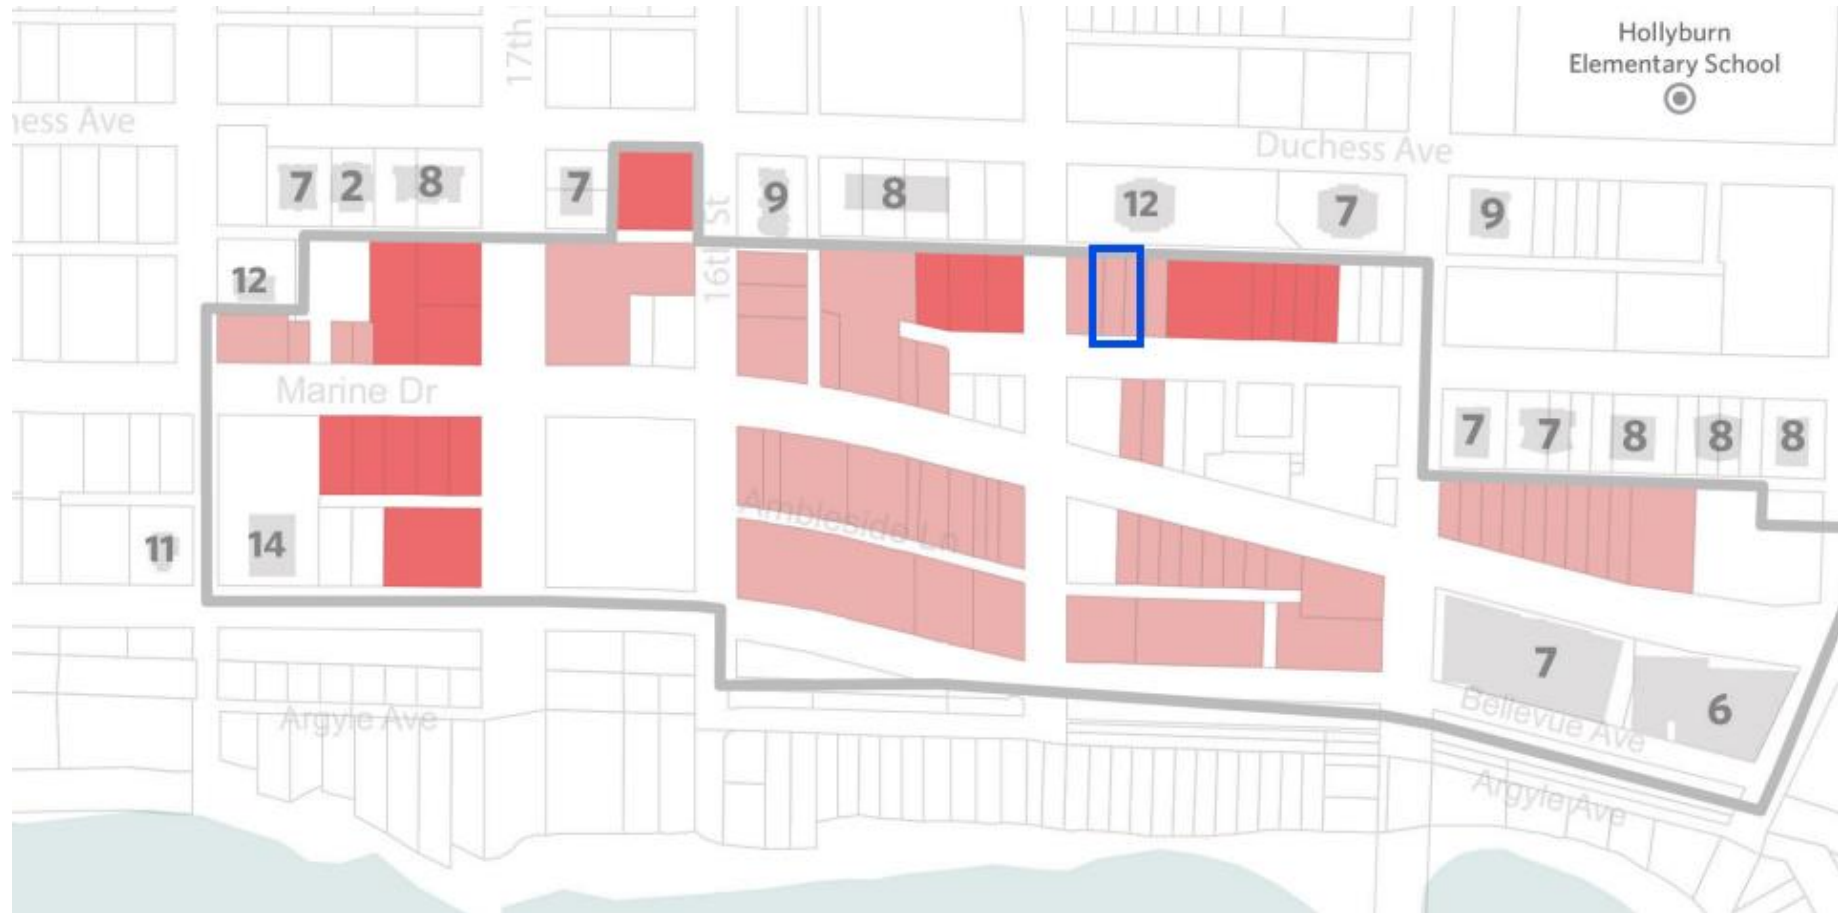 Hollyburn
Elementary School
17th
ness Ave
Duchess Ave
7 2 8
7
9
8
12
7
9
16th St
12
Marine Dr
7 7 8 8 8
Ambleside Ln
11
14
7
6
Bellevue Ave
Argyle Ave
Argyle Ave